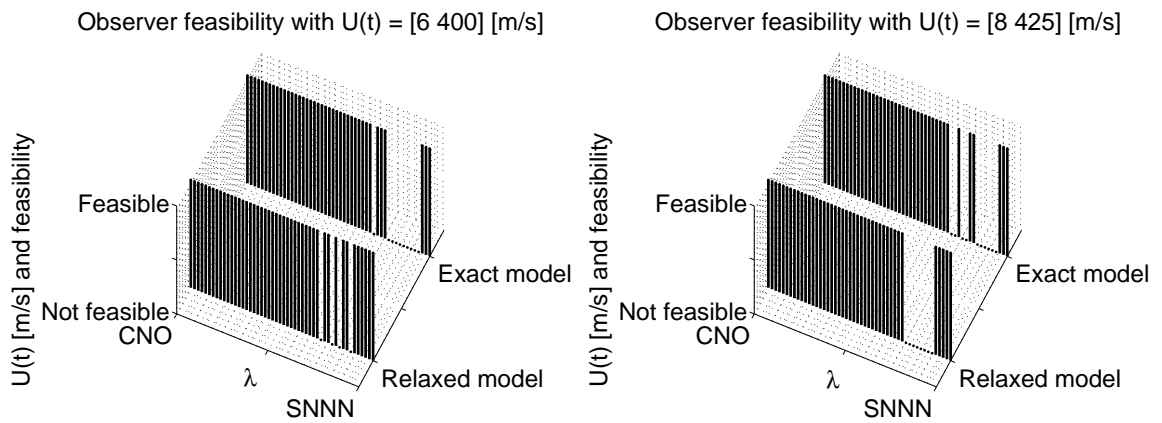 Observer feasibility with U(t) = [6 400] [m/s]
U(t) [m/s] and feasibility
Feasible
Not feasible
CNO
λ
SNNN
Exact model
Relaxed model
Observer feasibility with U(t) = [8 425] [m/s]
U(t) [m/s] and feasibility
Feasible
Not feasible
CNO
λ
SNNN
Exact model
Relaxed model